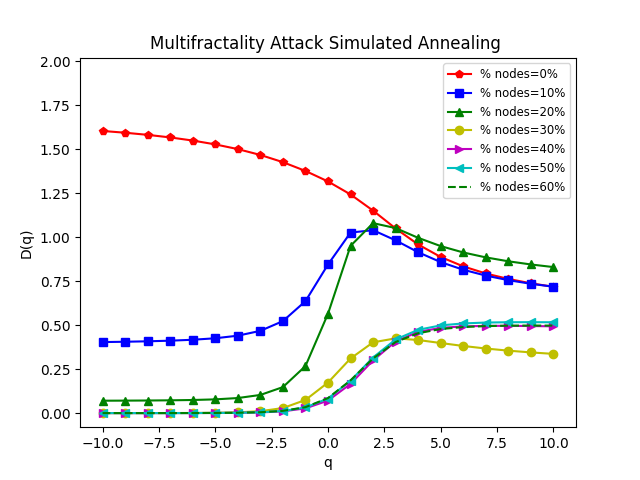 Multifractality Attack Simulated Annealing
2.00
1.75
1.50
1.25
1.00
0.75
0.50
0.25
0.00
D(q)
% nodes=0%
% nodes=10%
% nodes=20%
% nodes=30%
% nodes=40%
% nodes=50%
% nodes=60%
−10.0 −7.5 −5.0 −2.5 0.0 2.5 5.0 7.5 10.0
q